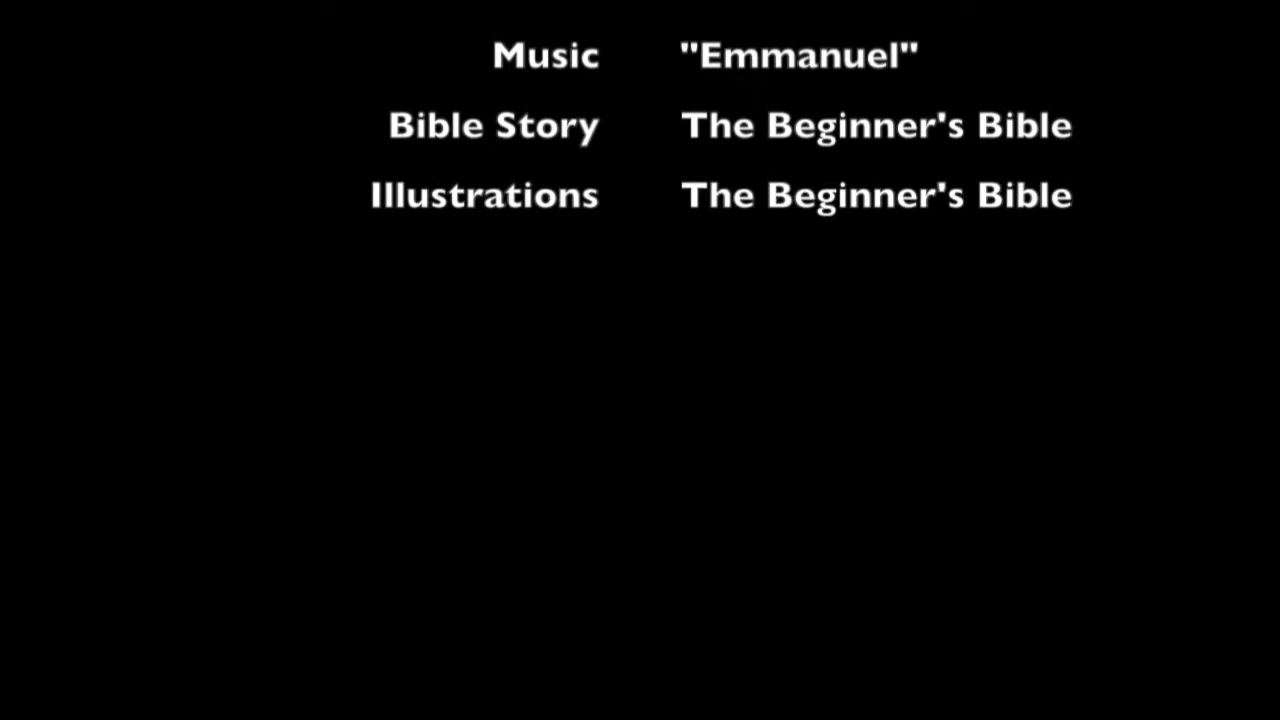 Music "Emmanuel"
Bible Story The Beginner's Bible
Illustrations The Beginner's Bible